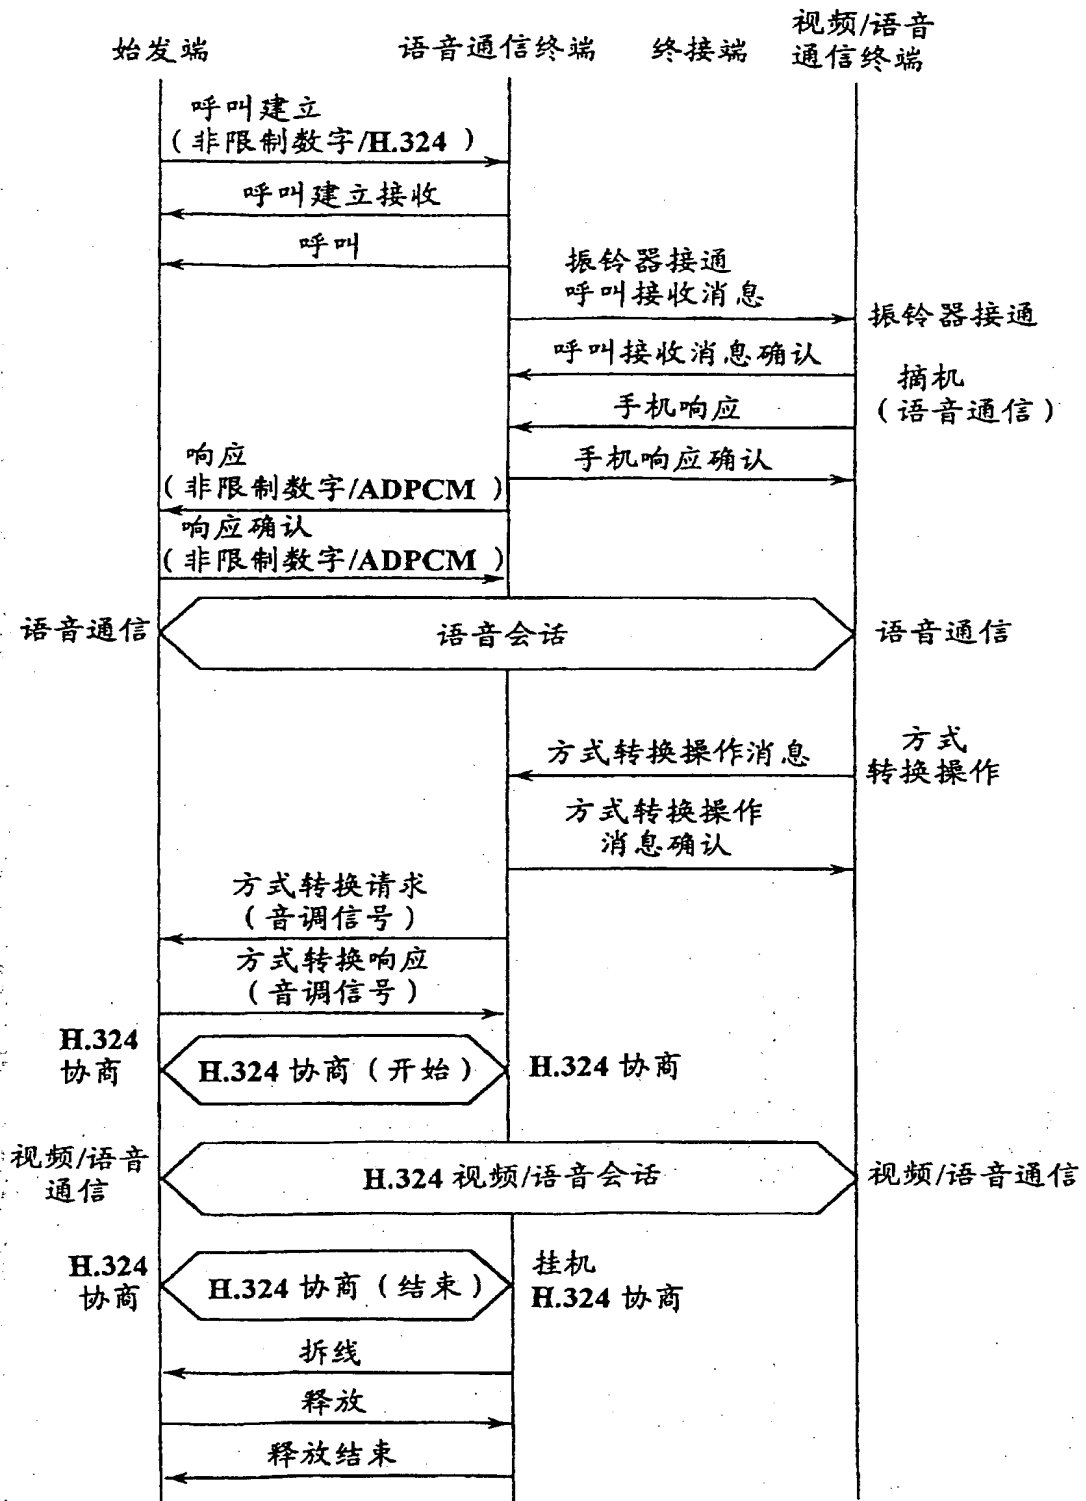 始发端
语音通信终端
终接端
视频/语音
通信终端
呼叫建立
（非限制数字/H.324）
呼叫建立接收
呼叫
振铃器接通
呼叫接收消息
振铃器接通
呼叫接收消息确认
摘机
（语音通信）
手机响应
手机响应确认
响应
（非限制数字/ADPCM）
响应确认
（非限制数字/ADPCM）
语音通信
语音会话
语音通信
方式转换操作消息
方式
转换操作
方式转换操作
消息确认
方式转换请求
（音调信号）
方式转换响应
（音调信号）
H.324
协商
H.324 协商（开始）
H.324 协商
视频/语音
通信
H.324 视频/语音会话
视频/语音通信
H.324
协商
H.324 协商（结束）
挂机
H.324 协商
拆线
释放
释放结束